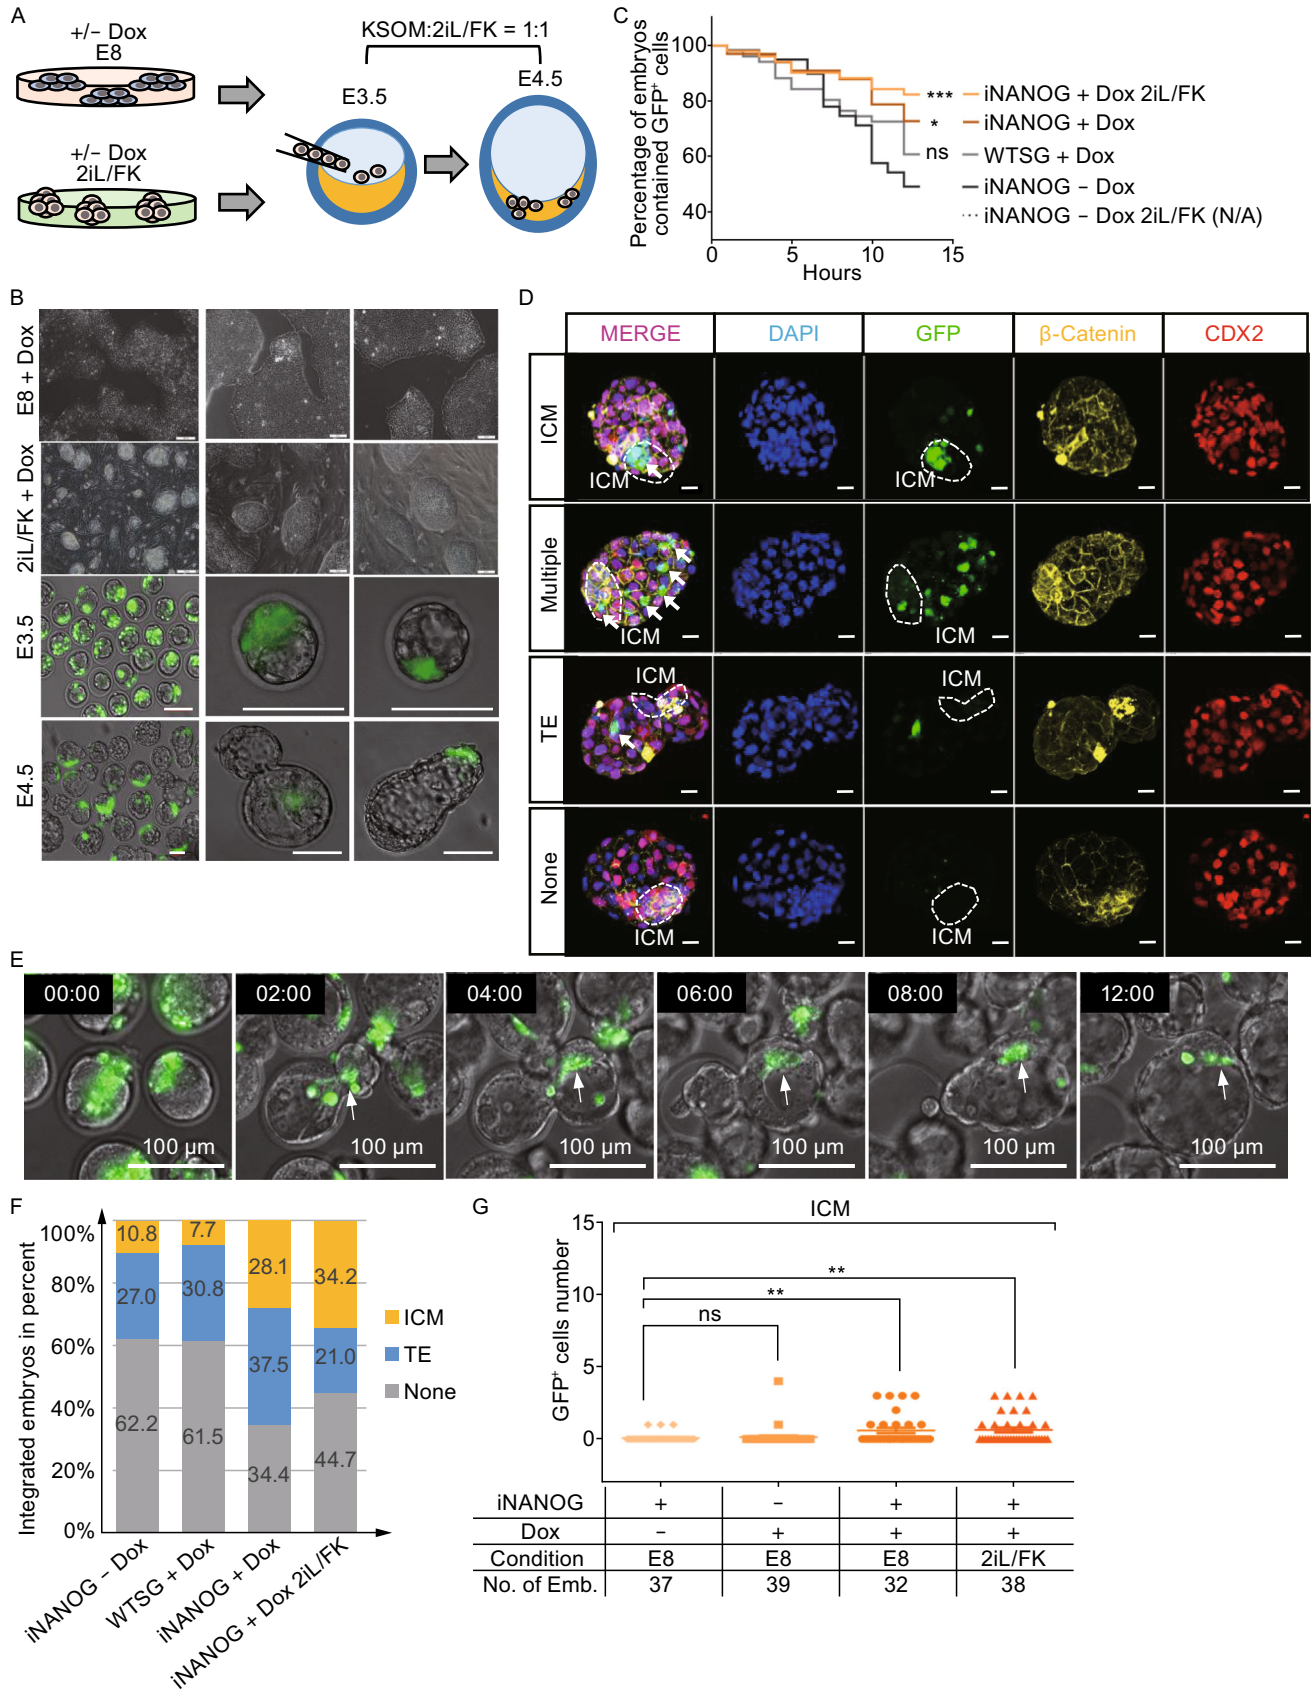 A
+/− Dox
E8
+/− Dox
2iL/FK
KSOM:2iL/FK = 1:1
E3.5
E4.5
C
Percentage of embryos
contained GFP⁺ cells
100
80
60
40
0
5
10
15
Hours
***
*
ns
iNANOG + Dox 2iL/FK
iNANOG + Dox
WTSG + Dox
iNANOG − Dox
iNANOG − Dox 2iL/FK (N/A)
B
E8 + Dox
2iL/FK + Dox
E3.5
E4.5
D
MERGE
DAPI
GFP
β-Catenin
CDX2
ICM
ICM
ICM
Multiple
ICM
ICM
TE
ICM
ICM
None
ICM
ICM
E
00:00
02:00
04:00
06:00
08:00
12:00
100 μm
100 μm
100 μm
100 μm
100 μm
100 μm
F
Integrated embryos in percent
100%
80%
60%
40%
20%
0%
10.8
27.0
62.2
7.7
30.8
61.5
28.1
37.5
34.4
34.2
21.0
44.7
iNANOG − Dox
WTSG + Dox
iNANOG + Dox
iNANOG + Dox 2iL/FK
ICM
TE
None
G
ICM
GFP⁺ cells number
15
10
5
0
ns
**
**
iNANOG + − + +
Dox − + + +
Condition E8 E8 E8 2iL/FK
No. of Emb. 37 39 32 38